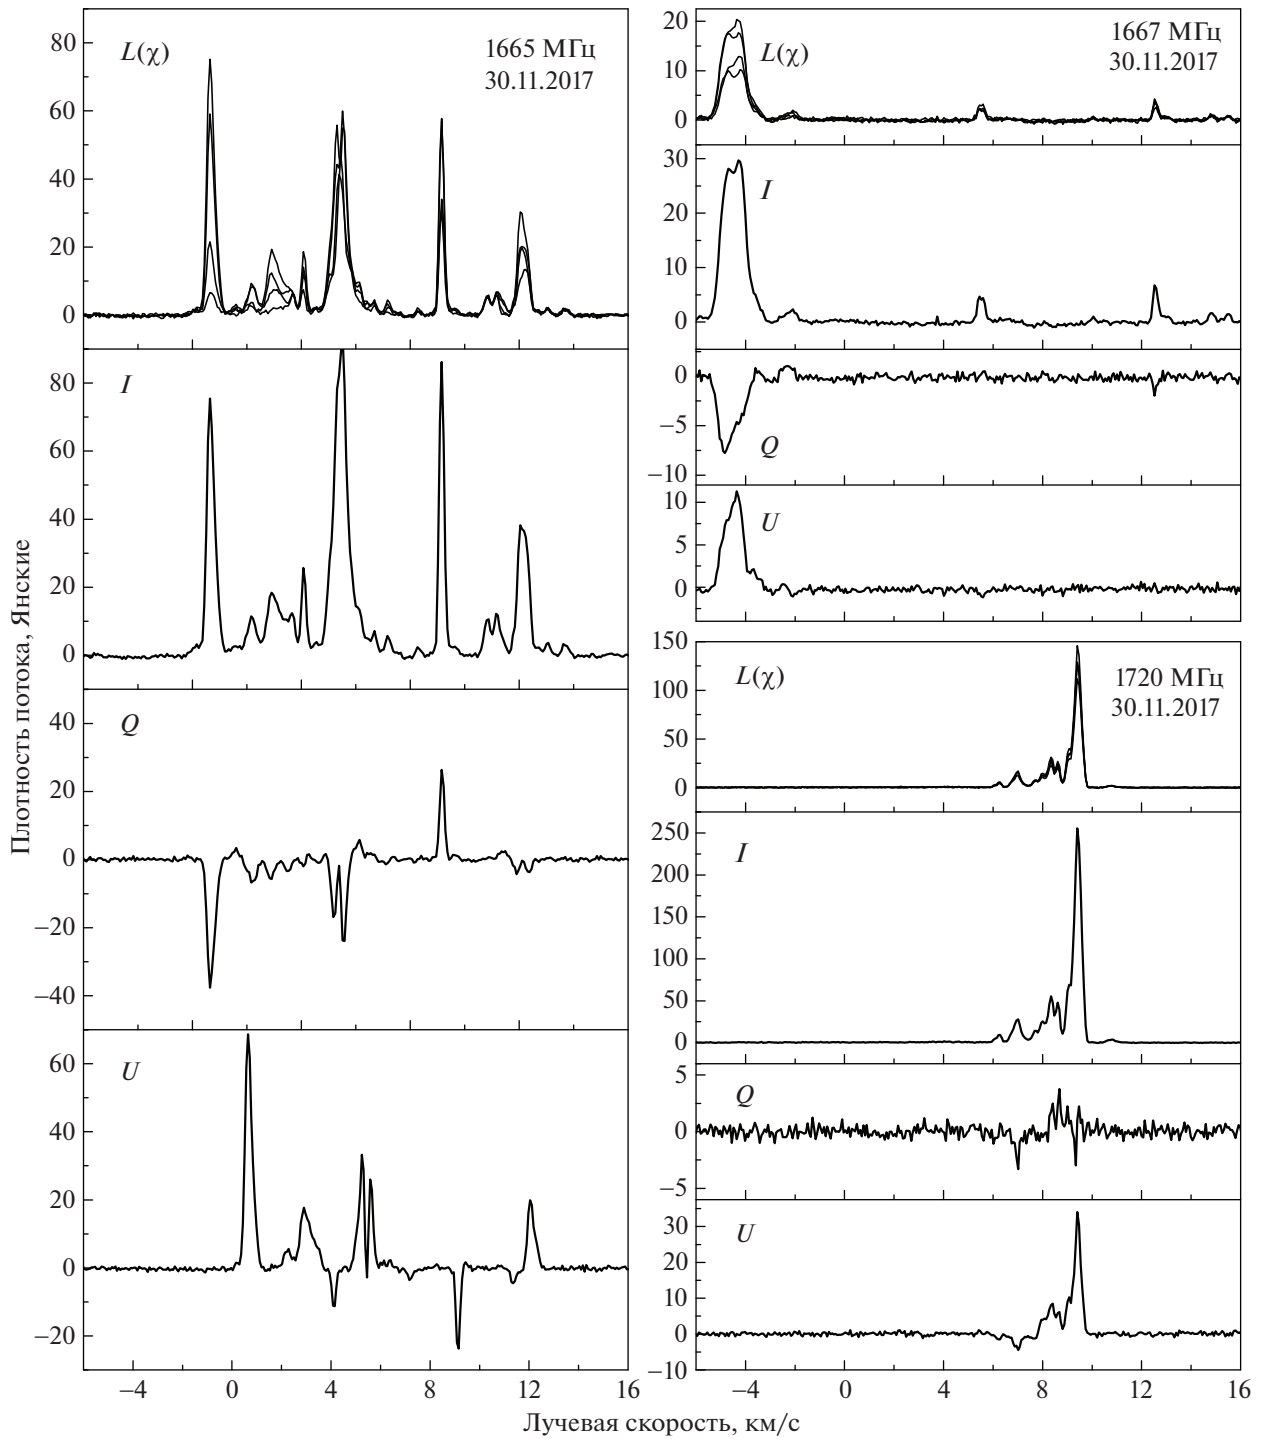 Плотность потока, Янские
L(χ)
1665 МГц
30.11.2017
80
60
40
20
0
I
80
60
40
20
0
Q
40
20
0
−20
−40
U
60
40
20
0
−20
−4 0 4 8 12 16
L(χ)
1667 МГц
30.11.2017
20
10
0
I
30
20
10
0
0
−5
−10
Q
U
10
5
0
L(χ)
1720 МГц
30.11.2017
150
100
50
0
I
250
200
150
100
50
0
Q
5
0
−5
U
30
20
10
0
−10
−4 0 4 8 12 16
Лучевая скорость, км/с